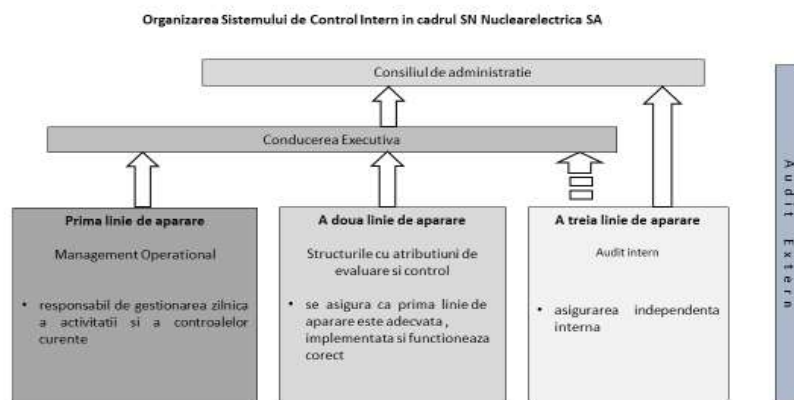 Organizarea Sistemului de Control Intern in cadrul SN Nuclearelectrica SA
Consiliul de administratie
Conducerea Executiva
Prima linie de aparare
Management Operational
• responsabil de gestionarea zilnica
a activitatii si a controalelor
curente
A doua linie de aparare
Structurile cu atributiuni de
evaluare si control
• se asigura ca prima linie de
aparare este adecvata ,
implementata si functioneaza
corect
A treia linie de aparare
Audit intern
• asigurarea independenta
interna
Audit Extern